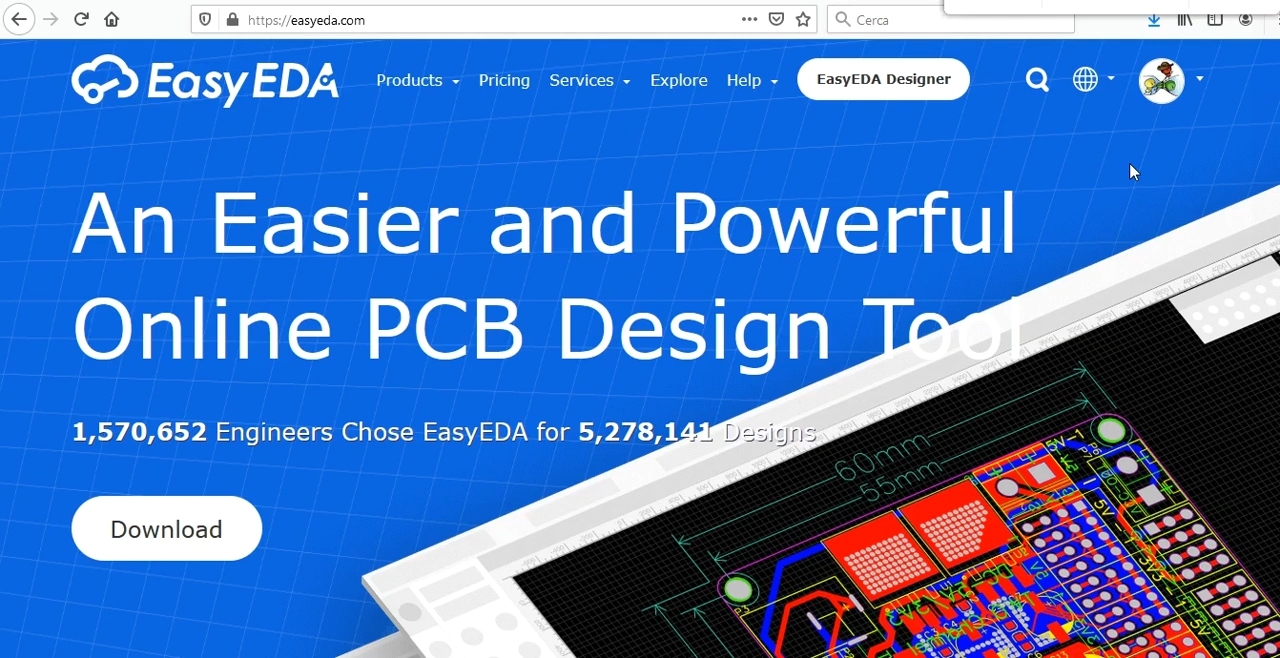 https://easyeda.com
Cerca
EasyEDA
Products
Pricing
Services
Explore
Help
EasyEDA Designer
An Easier and Powerful
Online PCB Design Tool
1,570,652 Engineers Chose EasyEDA for 5,278,141 Designs
Download
60mm
55mm